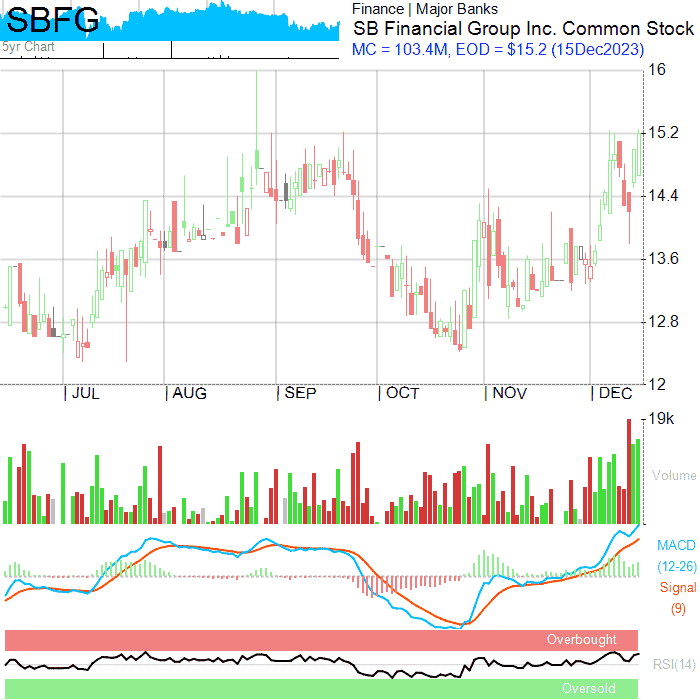 SBFG
5yr Chart
Finance | Major Banks
SB Financial Group Inc. Common Stock
MC = 103.4M, EOD = $15.2 (15Dec2023)
16
15.2
14.4
13.6
12.8
12
JUL AUG SEP OCT NOV DEC
19k
Volume
MACD
(12-26)
Signal
(9)
Overbought
RSI(14)
Oversold